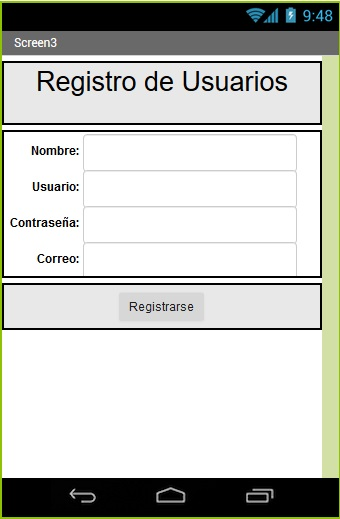 9:48
Screen3
Registro de Usuarios
Nombre:
Usuario:
Contraseña:
Correo:
Registrarse